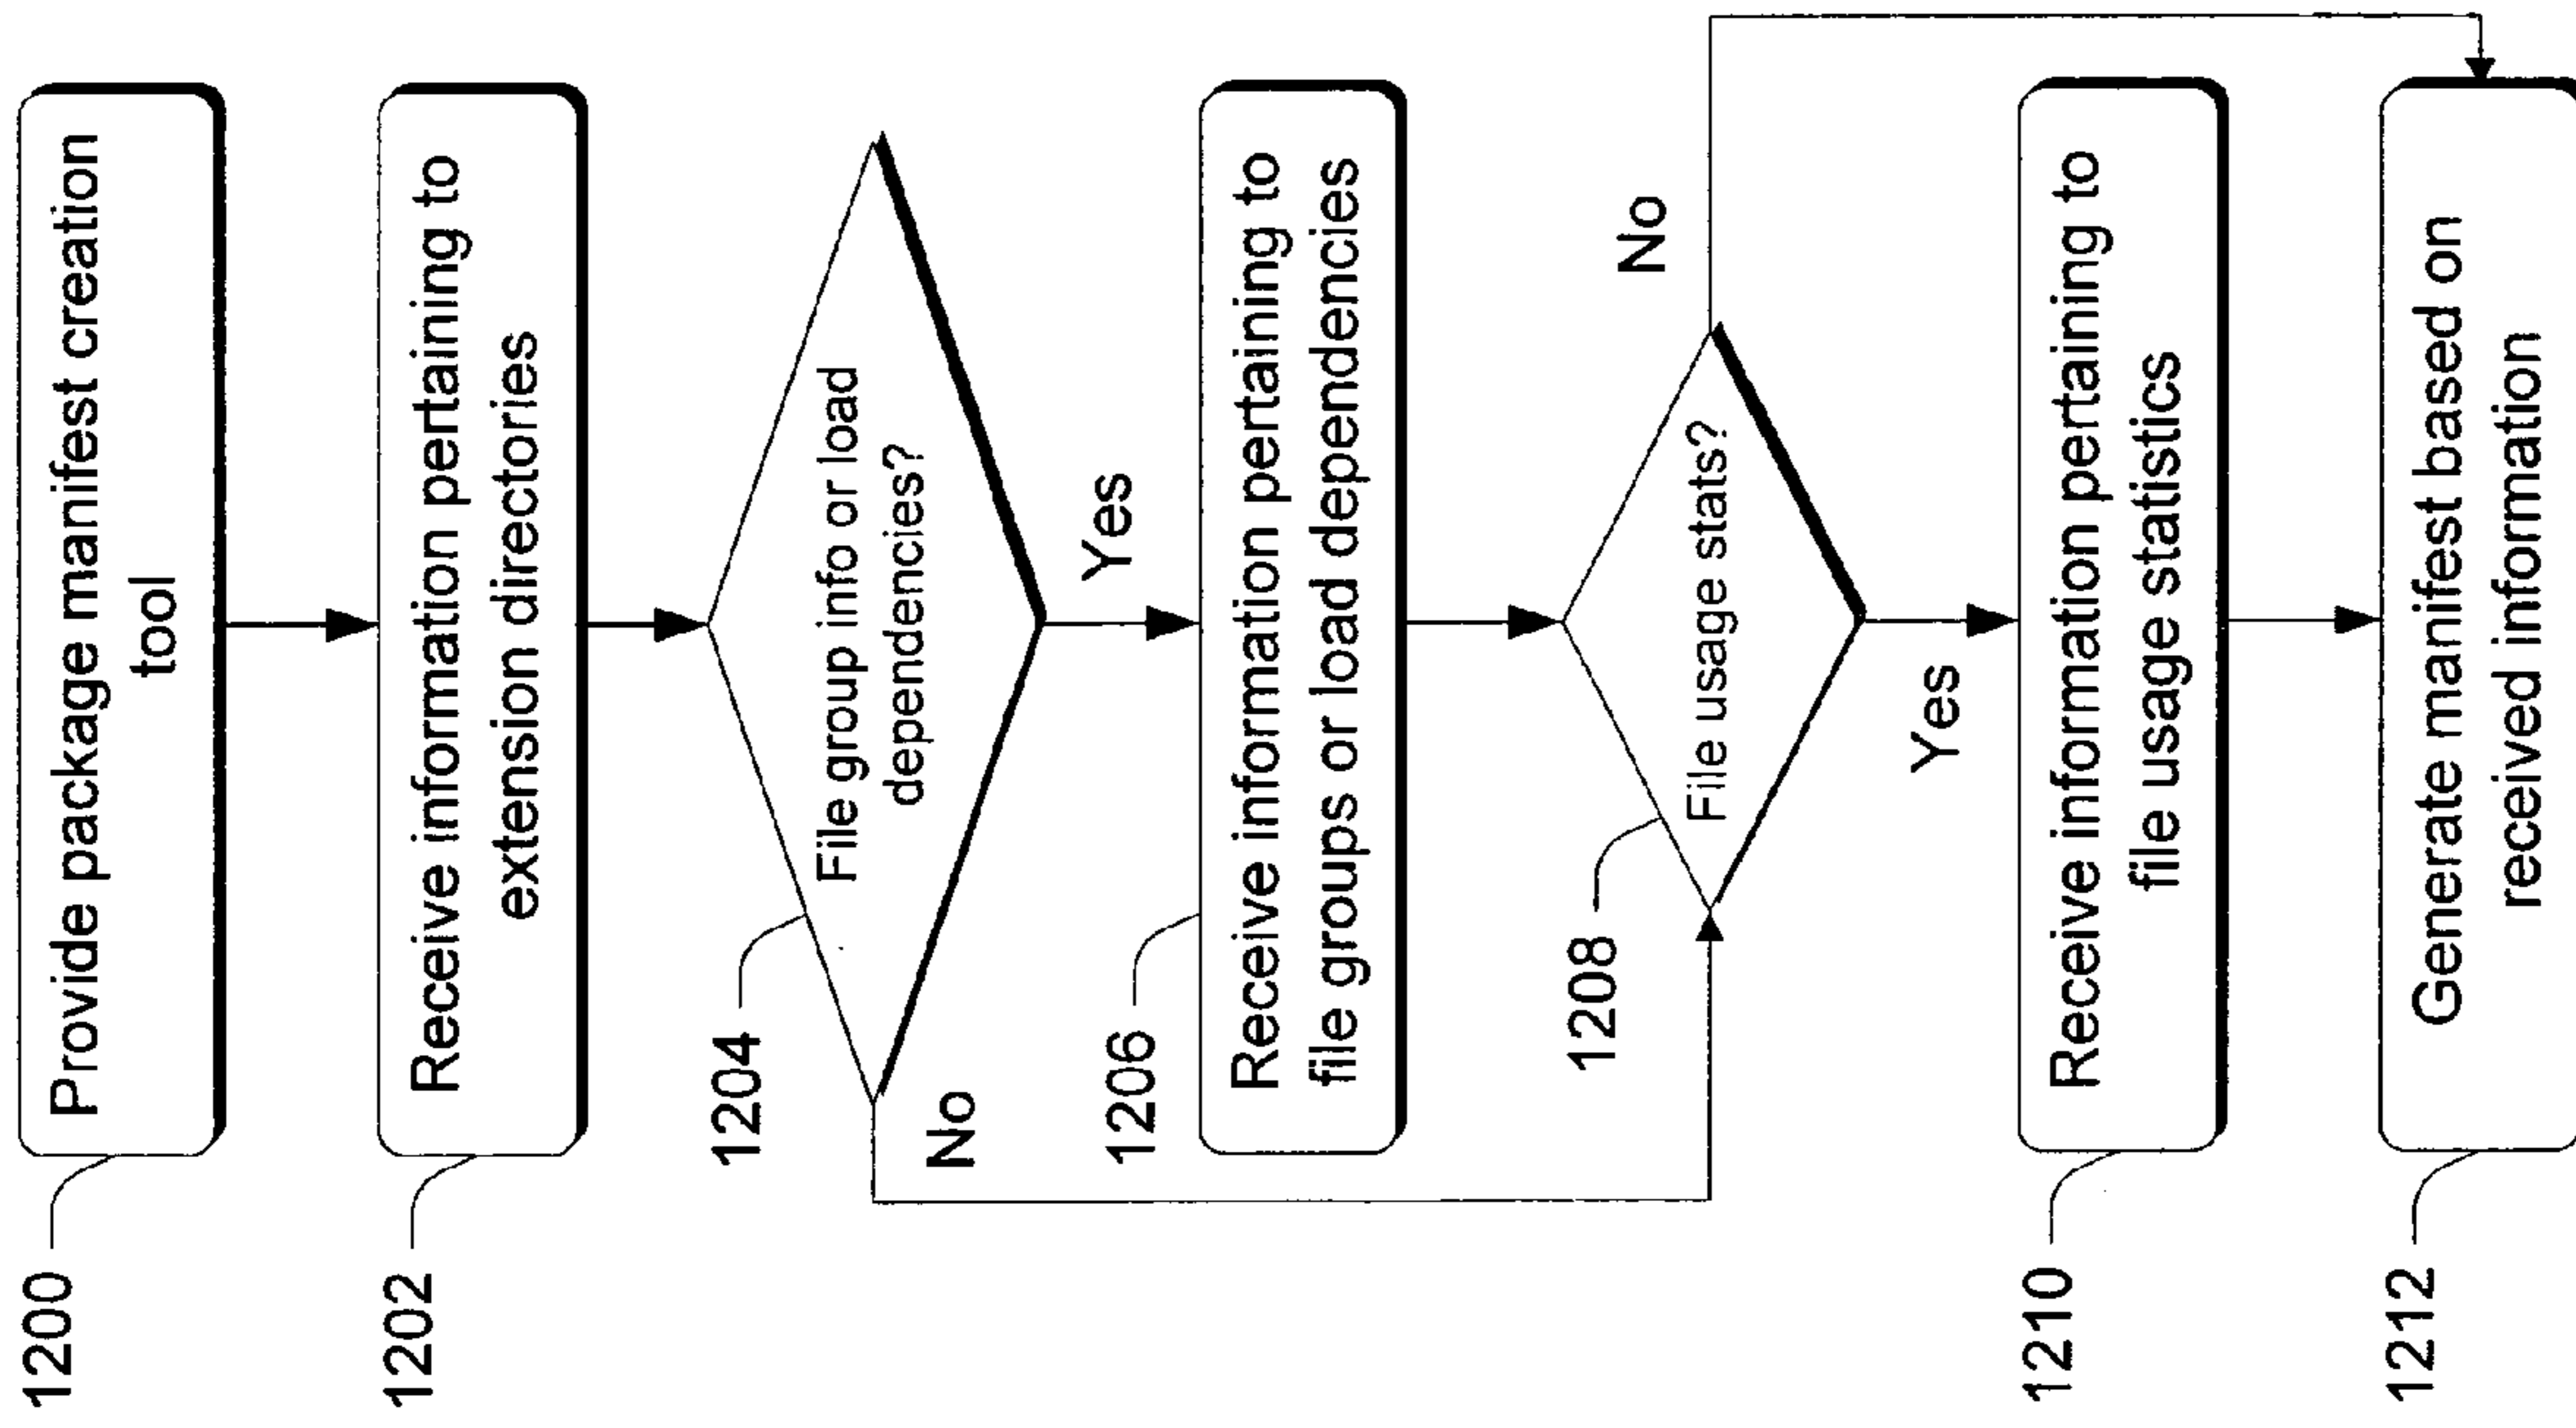 1200
Provide package manifest creation
tool
1202
Receive information pertaining to
extension directories
1204
File group info or load
dependencies?
No
Yes
1206
Receive information pertaining to
file groups or load dependencies
1208
File usage stats?
No
Yes
1210
Receive information pertaining to
file usage statistics
1212
Generate manifest based on
received information